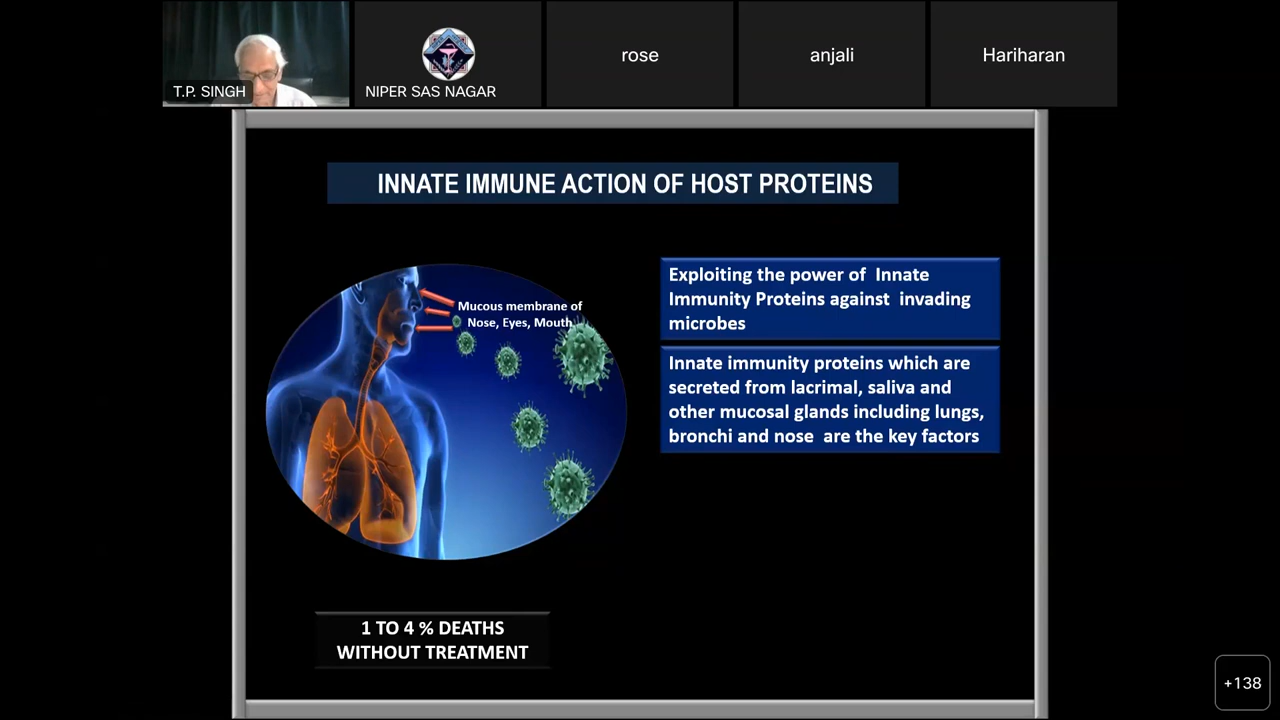 rose
anjali
Hariharan
T.P. SINGH
NIPER SAS NAGAR
INNATE IMMUNE ACTION OF HOST PROTEINS
Mucous membrane of
Nose, Eyes, Mouth
Exploiting the power of Innate
Immunity Proteins against invading
microbes
Innate immunity proteins which are
secreted from lacrimal, saliva and
other mucosal glands including lungs,
bronchi and nose are the key factors
1 TO 4 % DEATHS
WITHOUT TREATMENT
+138